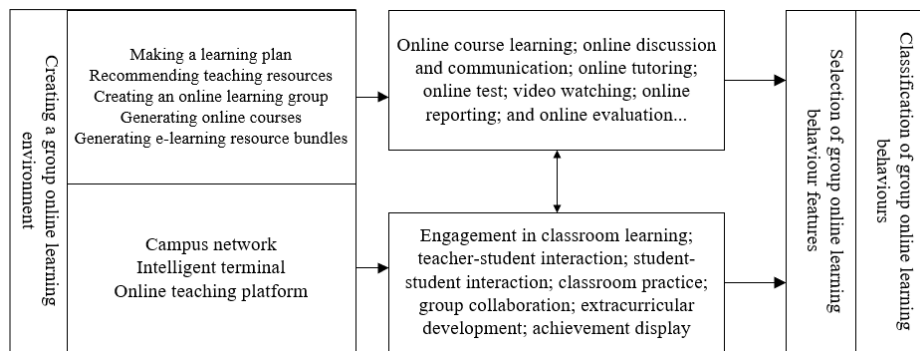 Creating a group online learning
environment
Making a learning plan
Recommending teaching resources
Creating an online learning group
Generating online courses
Generating e-learning resource bundles
Campus network
Intelligent terminal
Online teaching platform
Online course learning; online discussion
and communication; online tutoring;
online test; video watching; online
reporting; and online evaluation...
Engagement in classroom learning;
teacher-student interaction; student-
student interaction; classroom practice;
group collaboration; extracurricular
development; achievement display
Selection of group online learning
behaviour features
Classification of group online learning
behaviours